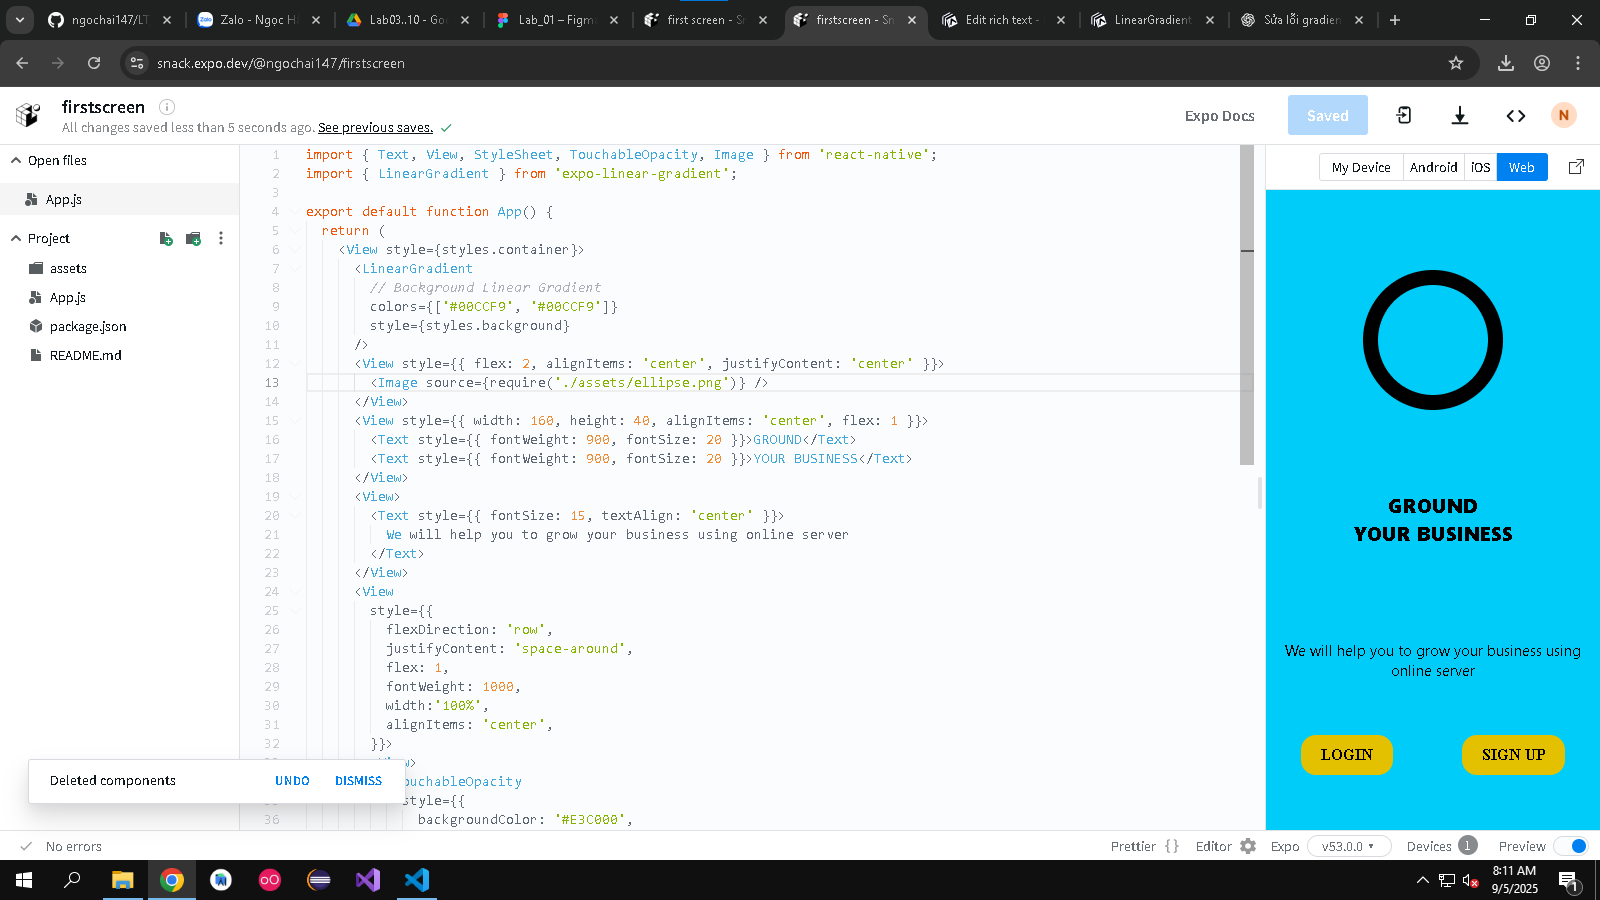 ngochai147/LT
Zalo - Ngọc H
Lab03..10 - Go
Lab_01 – Figm
first screen - Sn
firstscreen - Sn
Edit rich text -
LinearGradient
Sửa lỗi gradien
snack.expo.dev/@ngochai147/firstscreen
firstscreen
All changes saved less than 5 seconds ago. See previous saves.
Expo Docs
Saved
N
Open files
App.js
Project
assets
App.js
package.json
README.md
1 import { Text, View, StyleSheet, TouchableOpacity, Image } from 'react-native';
2 import { LinearGradient } from 'expo-linear-gradient';
3
4 export default function App() {
5 return (
6 <View style={styles.container}>
7 <LinearGradient
8 // Background Linear Gradient
9 colors={['#00CCF9', '#00CCF9']}
10 style={styles.background}
11 />
12 <View style={{ flex: 2, alignItems: 'center', justifyContent: 'center' }}>
13 <Image source={require('./assets/ellipse.png')} />
14 </View>
15 <View style={{ width: 160, height: 40, alignItems: 'center', flex: 1 }}>
16 <Text style={{ fontWeight: 900, fontSize: 20 }}>GROUND</Text>
17 <Text style={{ fontWeight: 900, fontSize: 20 }}>YOUR BUSINESS</Text>
18 </View>
19 <View>
20 <Text style={{ fontSize: 15, textAlign: 'center' }}>
21 We will help you to grow your business using online server
22 </Text>
23 </View>
24 <View
25 style={{
26 flexDirection: 'row',
27 justifyContent: 'space-around',
28 flex: 1,
29 fontWeight: 1000,
30 width:'100%',
31 alignItems: 'center',
32 }}>
ouchableOpacity
style={{
36 backgroundColor: '#E3C000',
Deleted components
UNDO
DISMISS
My Device
Android
iOS
Web
GROUND
YOUR BUSINESS
We will help you to grow your business using
online server
LOGIN
SIGN UP
No errors
Prettier {}
Editor
Expo
v53.0.0
Devices 1
Preview
8:11 AM
9/5/2025
1